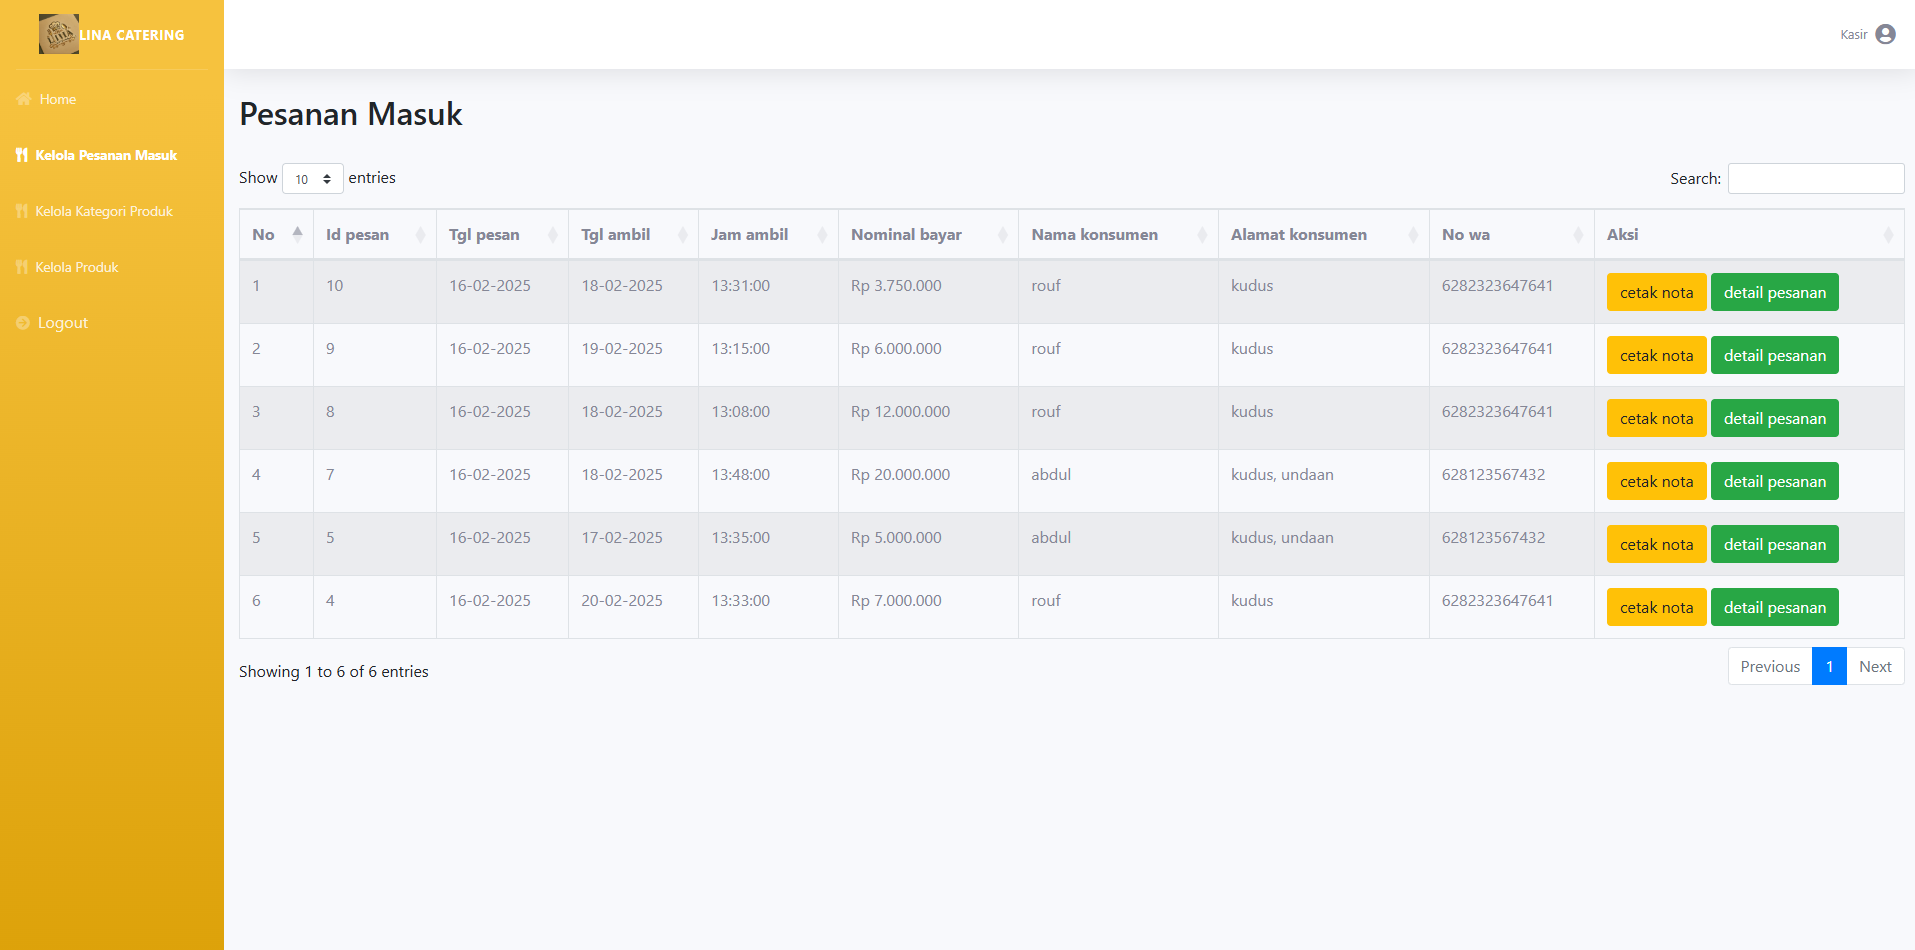 LINA CATERING
Kasir
Home
Kelola Pesanan Masuk
Kelola Kategori Produk
Kelola Produk
Logout
Pesanan Masuk
Show 10 entries
Search:
No Id pesan Tgl pesan Tgl ambil Jam ambil Nominal bayar Nama konsumen Alamat konsumen No wa Aksi
1 10 16-02-2025 18-02-2025 13:31:00 Rp 3.750.000 rouf kudus 6282323647641 cetak nota detail pesanan
2 9 16-02-2025 19-02-2025 13:15:00 Rp 6.000.000 rouf kudus 6282323647641 cetak nota detail pesanan
3 8 16-02-2025 18-02-2025 13:08:00 Rp 12.000.000 rouf kudus 6282323647641 cetak nota detail pesanan
4 7 16-02-2025 18-02-2025 13:48:00 Rp 20.000.000 abdul kudus, undaan 628123567432 cetak nota detail pesanan
5 5 16-02-2025 17-02-2025 13:35:00 Rp 5.000.000 abdul kudus, undaan 628123567432 cetak nota detail pesanan
6 4 16-02-2025 20-02-2025 13:33:00 Rp 7.000.000 rouf kudus 6282323647641 cetak nota detail pesanan
Showing 1 to 6 of 6 entries
Previous 1 Next